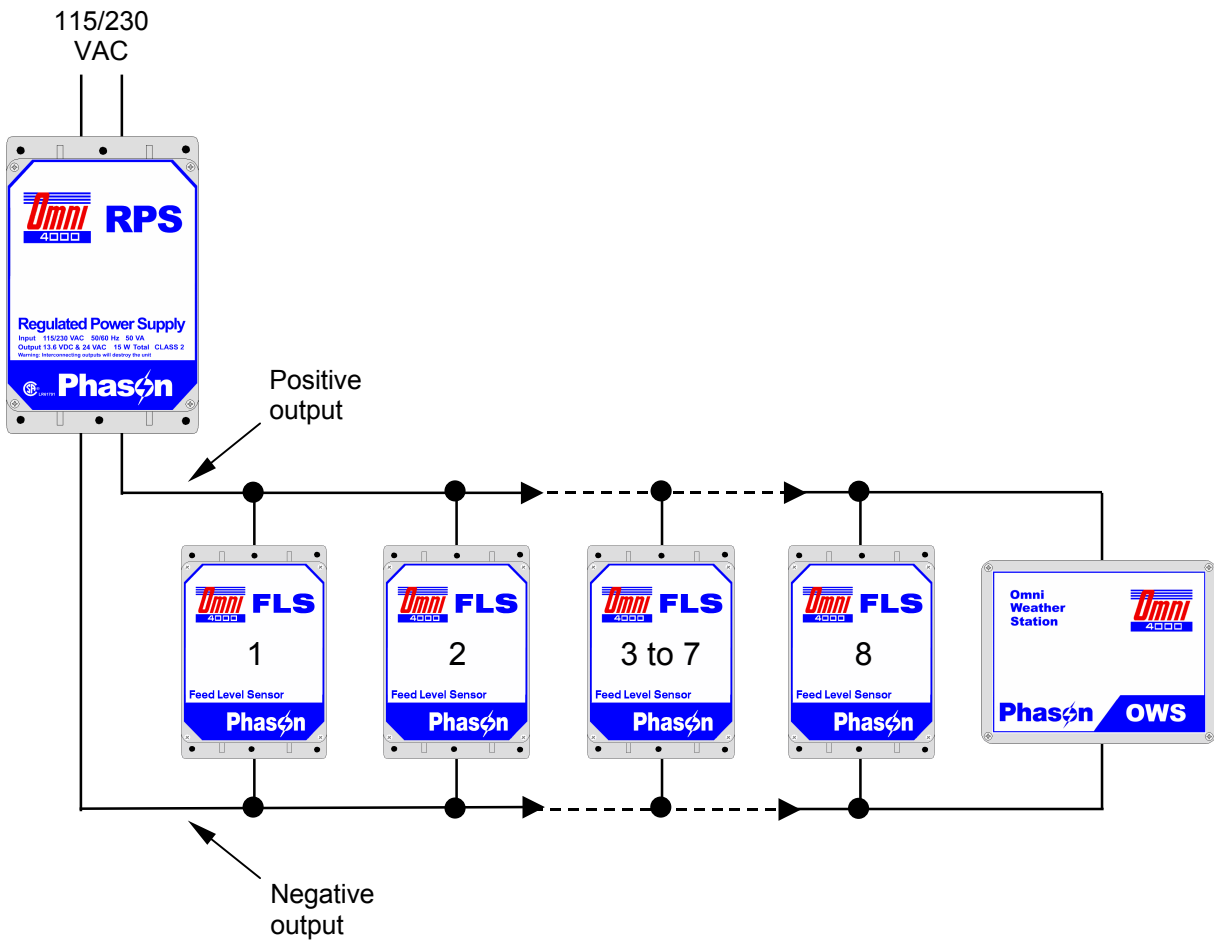 115/230
VAC
Omni
4000
RPS
Regulated Power Supply
Input 115/230 VAC 50/60 Hz 50 VA
Output 13.6 VDC & 24 VAC 15 W Total CLASS 2
Warning: Interconnecting outputs will destroy the unit
Phason
Positive
output
Omni
4000
FLS
1
Feed Level Sensor
Phason
Omni
4000
FLS
2
Feed Level Sensor
Phason
Omni
4000
FLS
3 to 7
Feed Level Sensor
Phason
Omni
4000
FLS
8
Feed Level Sensor
Phason
Omni
Weather
Station
Omni
4000
Phason
OWS
Negative
output